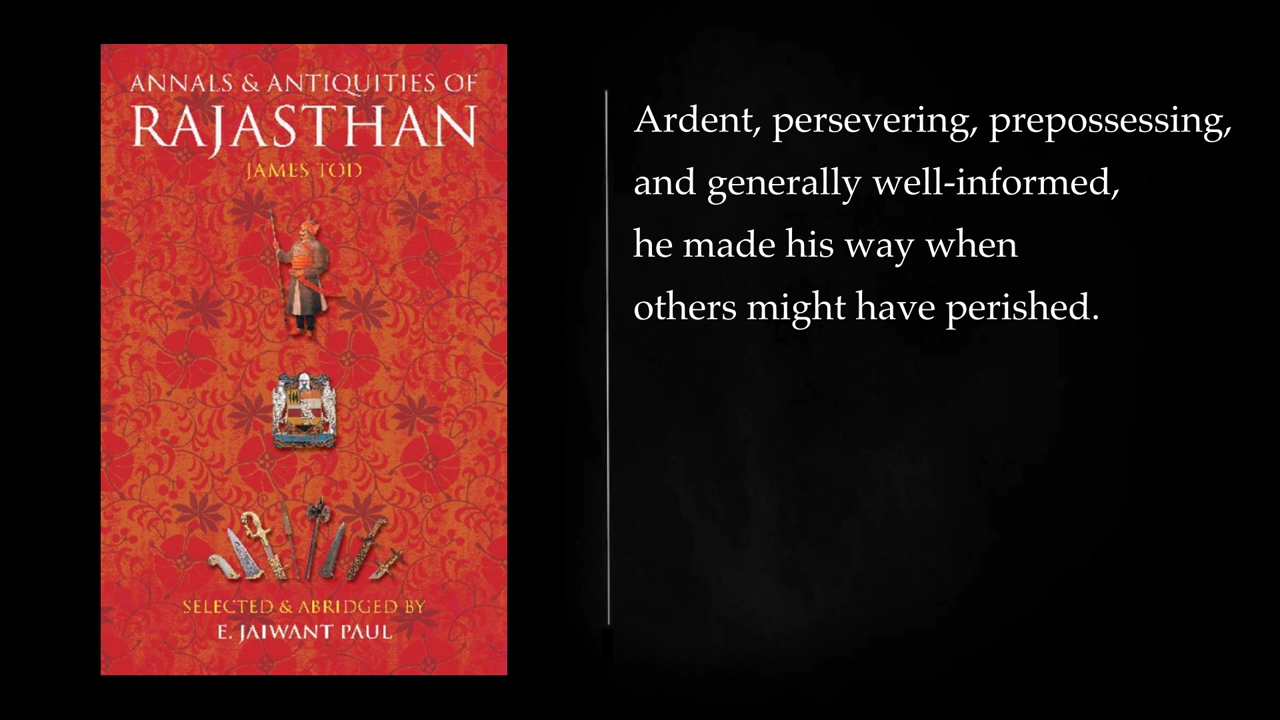 ANNALS & ANTIQUITIES OF
RAJASTHAN
JAMES TOD
SELECTED & ABRIDGED BY
E. JAIWANT PAUL
Ardent, persevering, prepossessing,
and generally well-informed,
he made his way when
others might have perished.